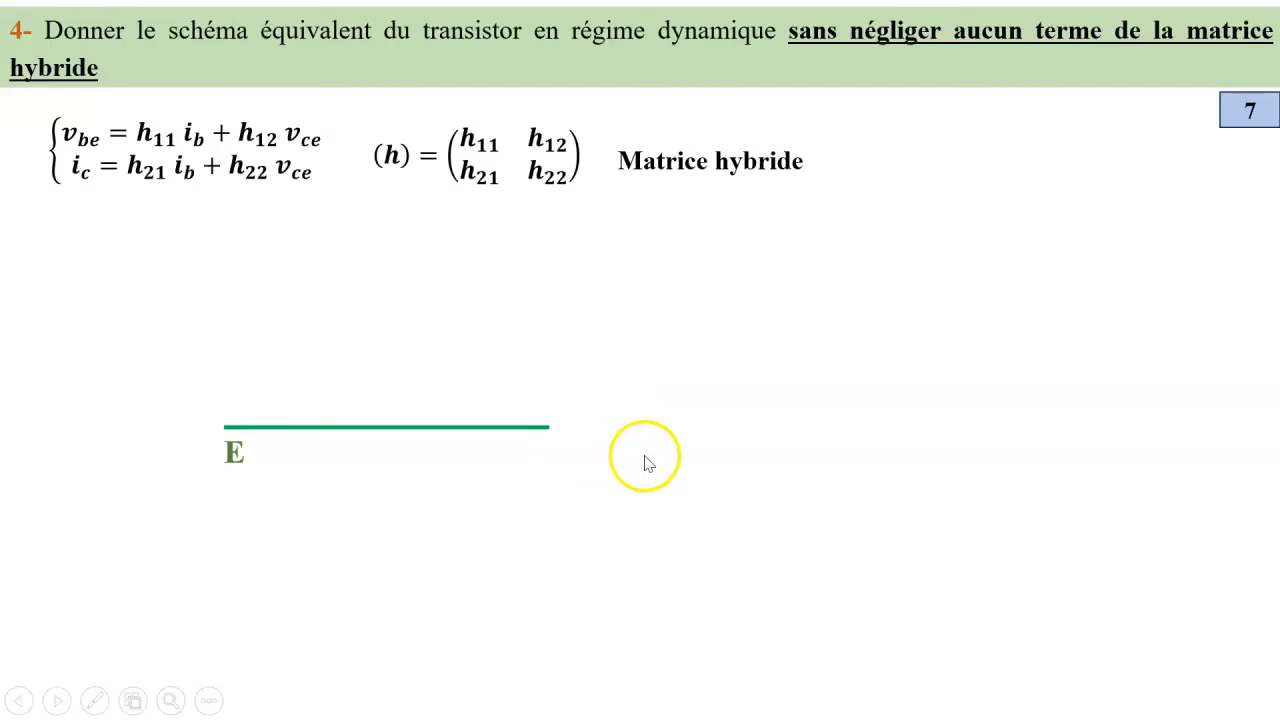 4- Donner le schéma équivalent du transistor en régime dynamique sans négliger aucun terme de la matrice
hybride
7
{v_be = h_11 i_b + h_12 v_ce
i_c = h_21 i_b + h_22 v_ce
(h) = (h_11 h_12
h_21 h_22)
Matrice hybride
E